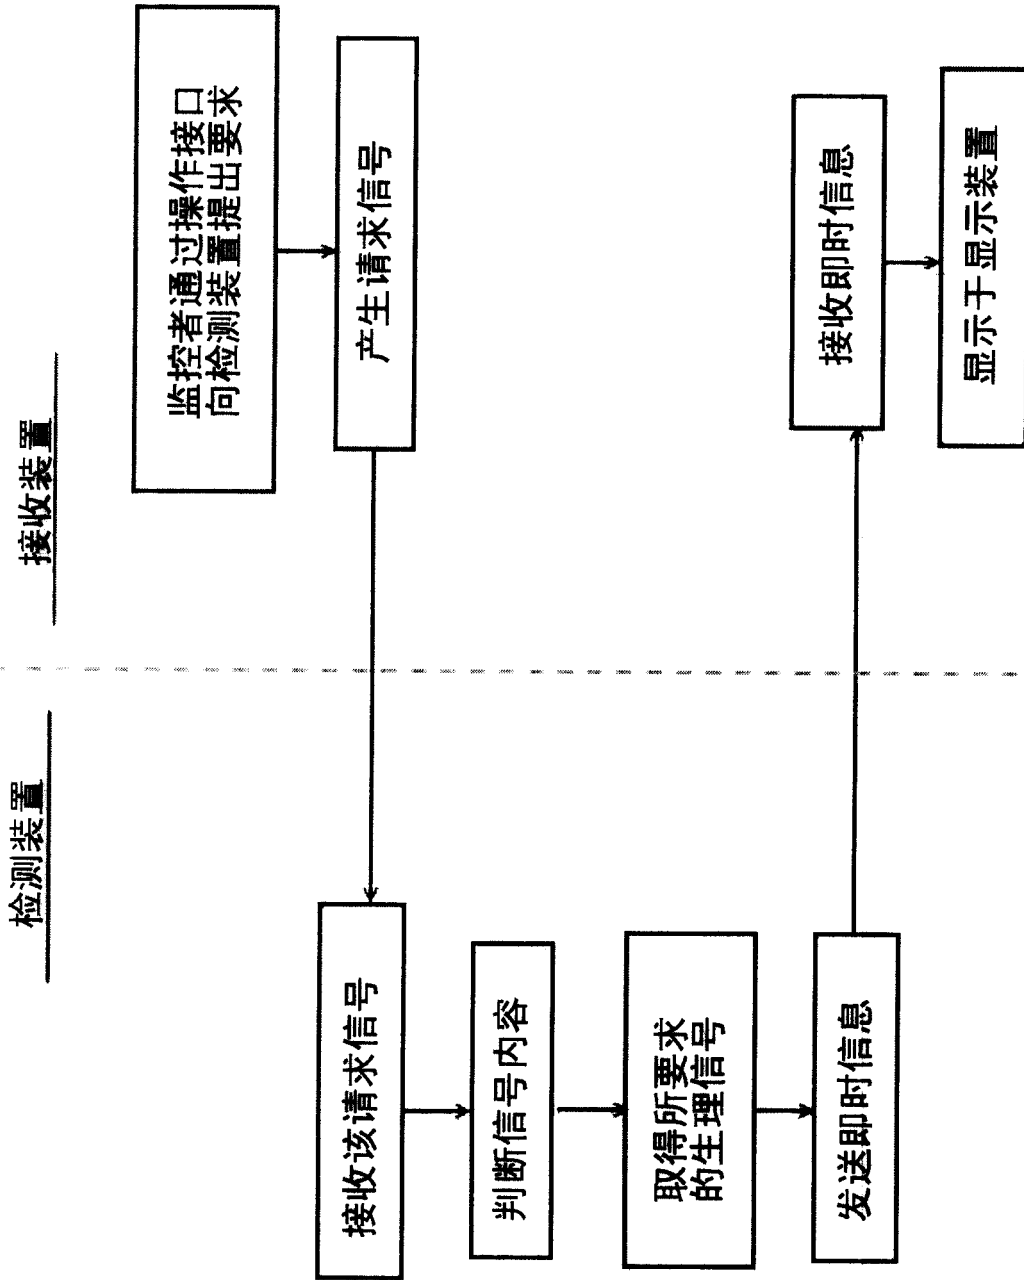 检测装置
接收装置
监控者通过操作接口
向检测装置提出要求
产生请求信号
接收该请求信号
判断信号内容
取得所要求
的生理信号
发送即时信息
接收即时信息
显示于显示装置